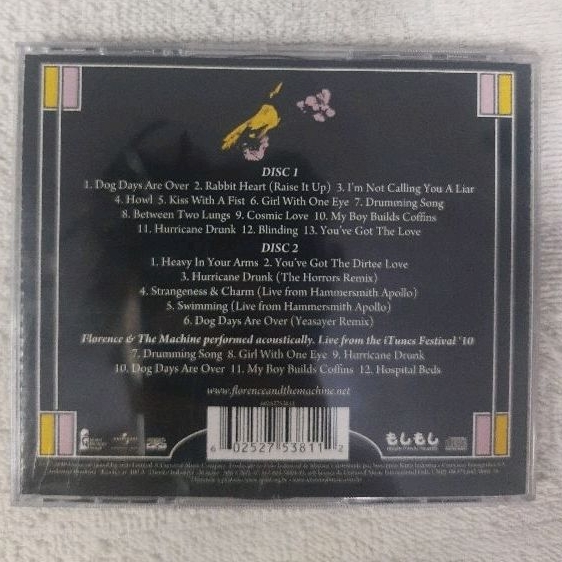 DISC 1
1. Dog Days Are Over 2. Rabbit Heart (Raise It Up) 3. I'm Not Calling You A Liar
4. Howl 5. Kiss With A Fist 6. Girl With One Eye 7. Drumming Song
8. Between Two Lungs 9. Cosmic Love 10. My Boy Builds Coffins
11. Hurricane Drunk 12. Blinding 13. You've Got The Love
DISC 2
1. Heavy In Your Arms 2. You've Got The Dirtee Love
3. Hurricane Drunk (The Horrors Remix)
4. Strangeness & Charm (Live from Hammersmith Apollo)
5. Swimming (Live from Hammersmith Apollo)
6. Dog Days Are Over (Yeasayer Remix)
Florence & The Machine performed acoustically. Live from the iTunes Festival '10
7. Drumming Song 8. Girl With One Eye 9. Hurricane Drunk
10. Dog Days Are Over 11. My Boy Builds Coffins 12. Hospital Beds
www.florenceandthemachine.net
6 02527 53811 2
もしもし